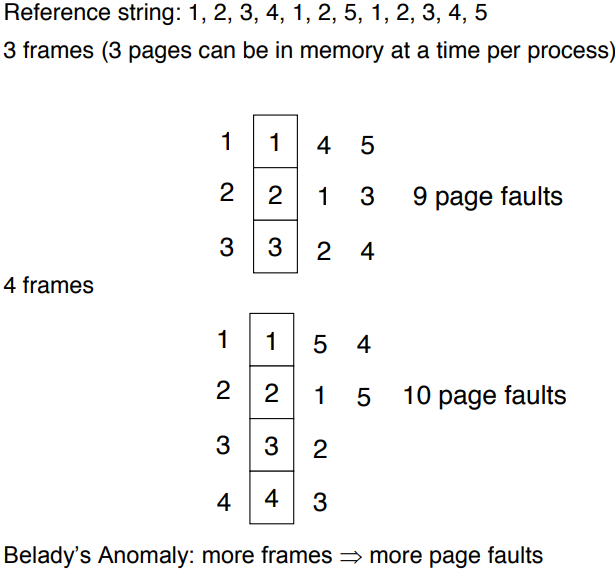 Reference string: 1, 2, 3, 4, 1, 2, 5, 1, 2, 3, 4, 5
3 frames (3 pages can be in memory at a time per process)
1 1 4 5
2 2 1 3 9 page faults
3 3 2 4
4 frames
1 1 5 4
2 2 1 5 10 page faults
3 3 2
4 4 3
Belady’s Anomaly: more frames ⇒ more page faults